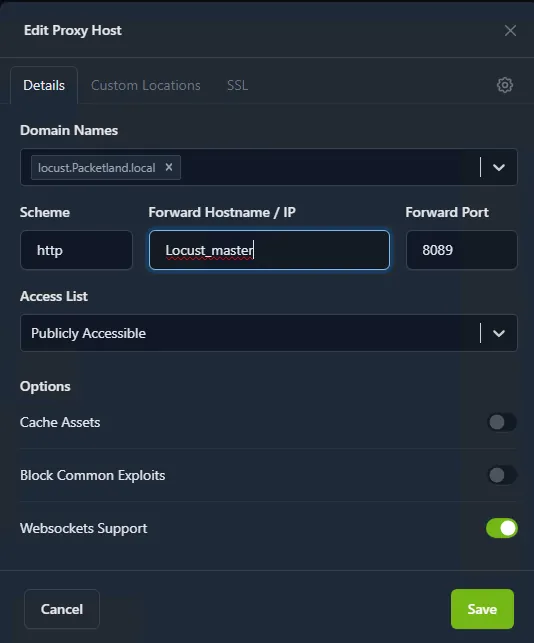 Edit Proxy Host
Details Custom Locations SSL
Domain Names
locust.Packetland.local ×
Scheme Forward Hostname / IP Forward Port
http Locust_master 8089
Access List
Publicly Accessible
Options
Cache Assets
Block Common Exploits
Websockets Support
Cancel Save